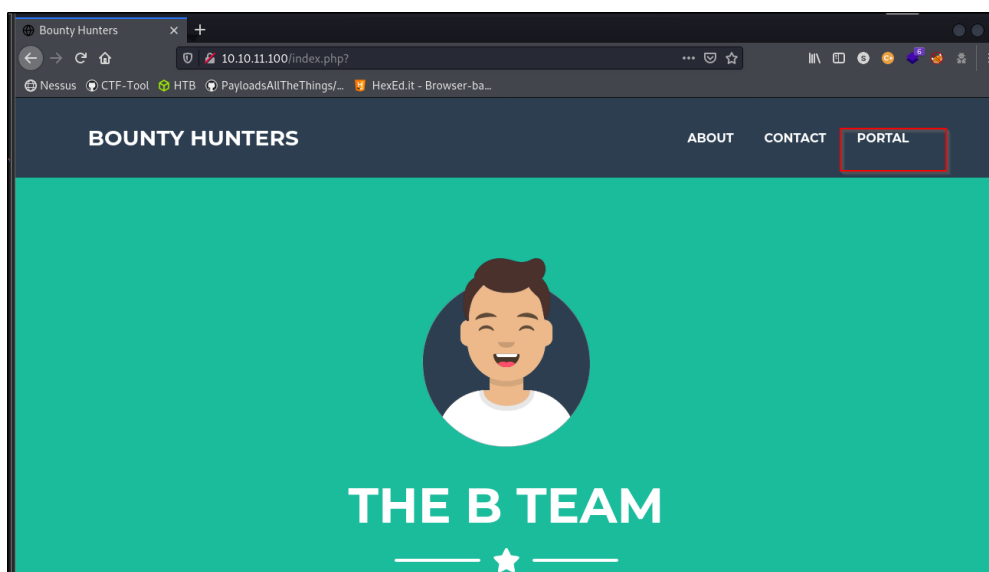 Bounty Hunters
10.10.11.100/index.php?
Nessus CTF-Tool HTB PayloadsAllTheThings/... HexEd.it - Browser-ba...
BOUNTY HUNTERS ABOUT CONTACT PORTAL
THE B TEAM